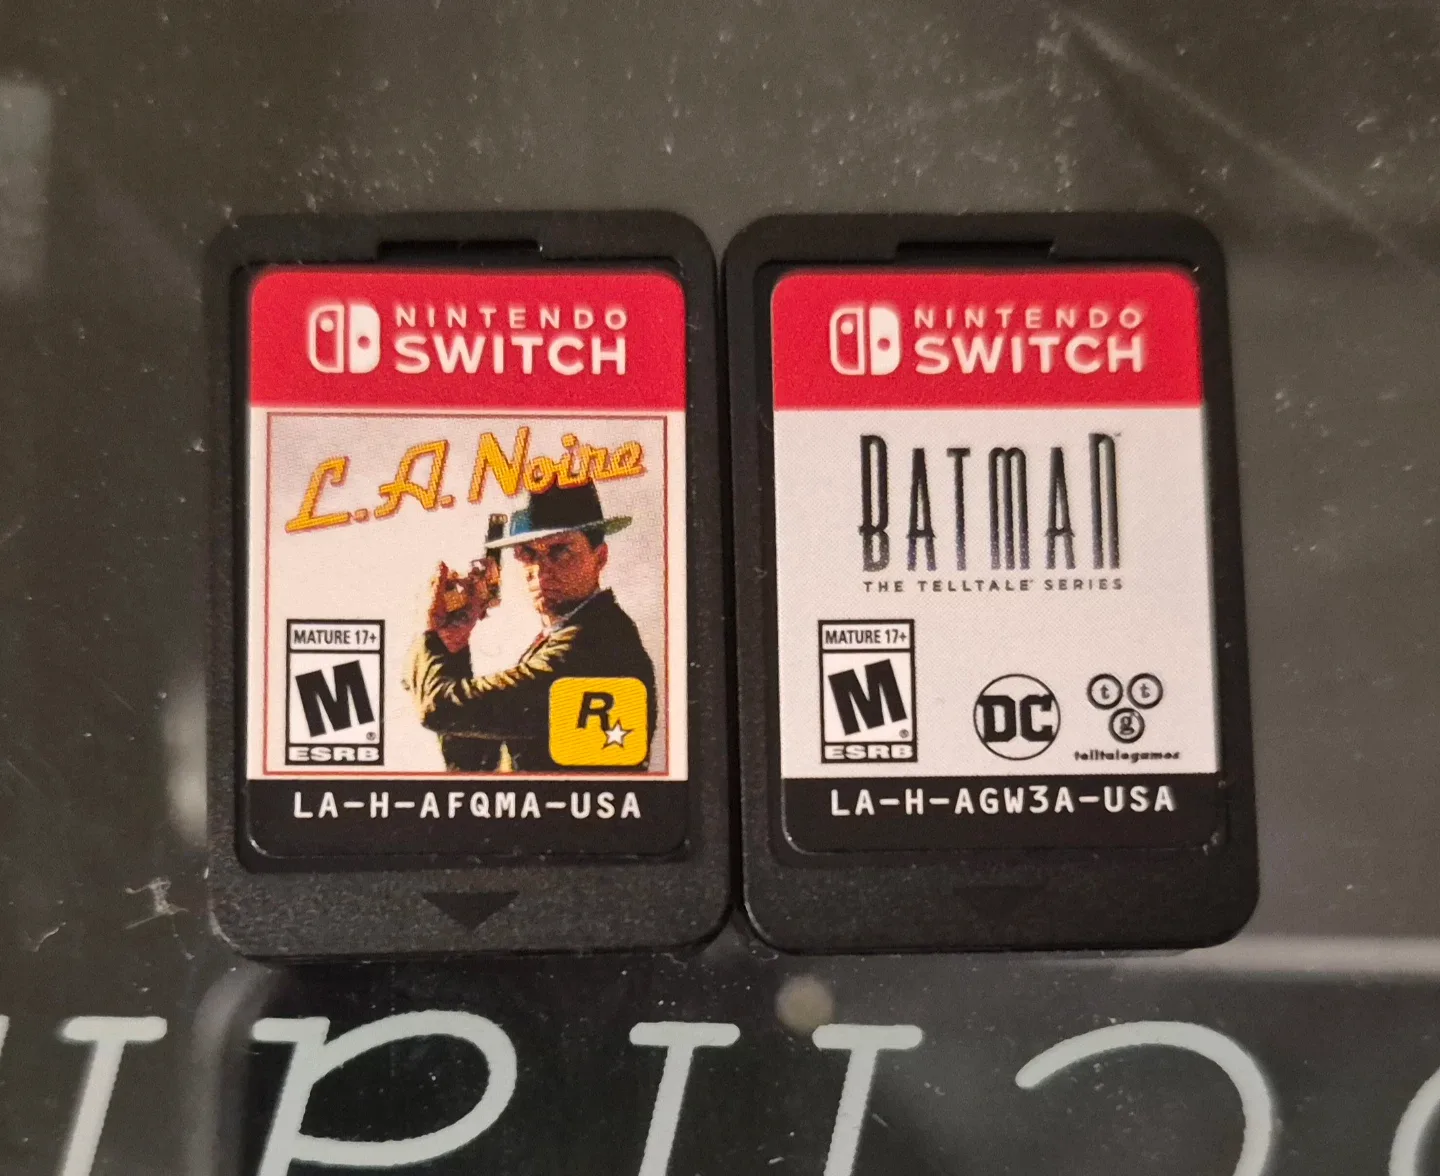 NINTENDO
SWITCH
L.A. Noire
MATURE 17+
M
ESRB
R
LA-H-AFQMA-USA
NINTENDO
SWITCH
BATMAN
THE TELLTALE SERIES
MATURE 17+
M
ESRB
DC
t t
g
telltalegames
LA-H-AGW3A-USA